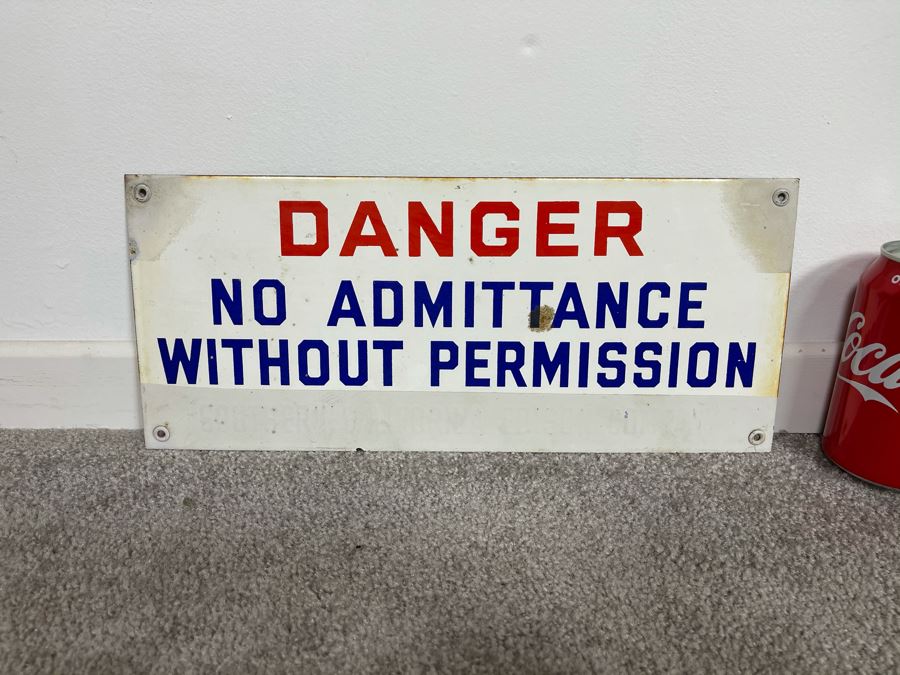 DANGER
NO ADMITTANCE
WITHOUT PERMISSION
Coca